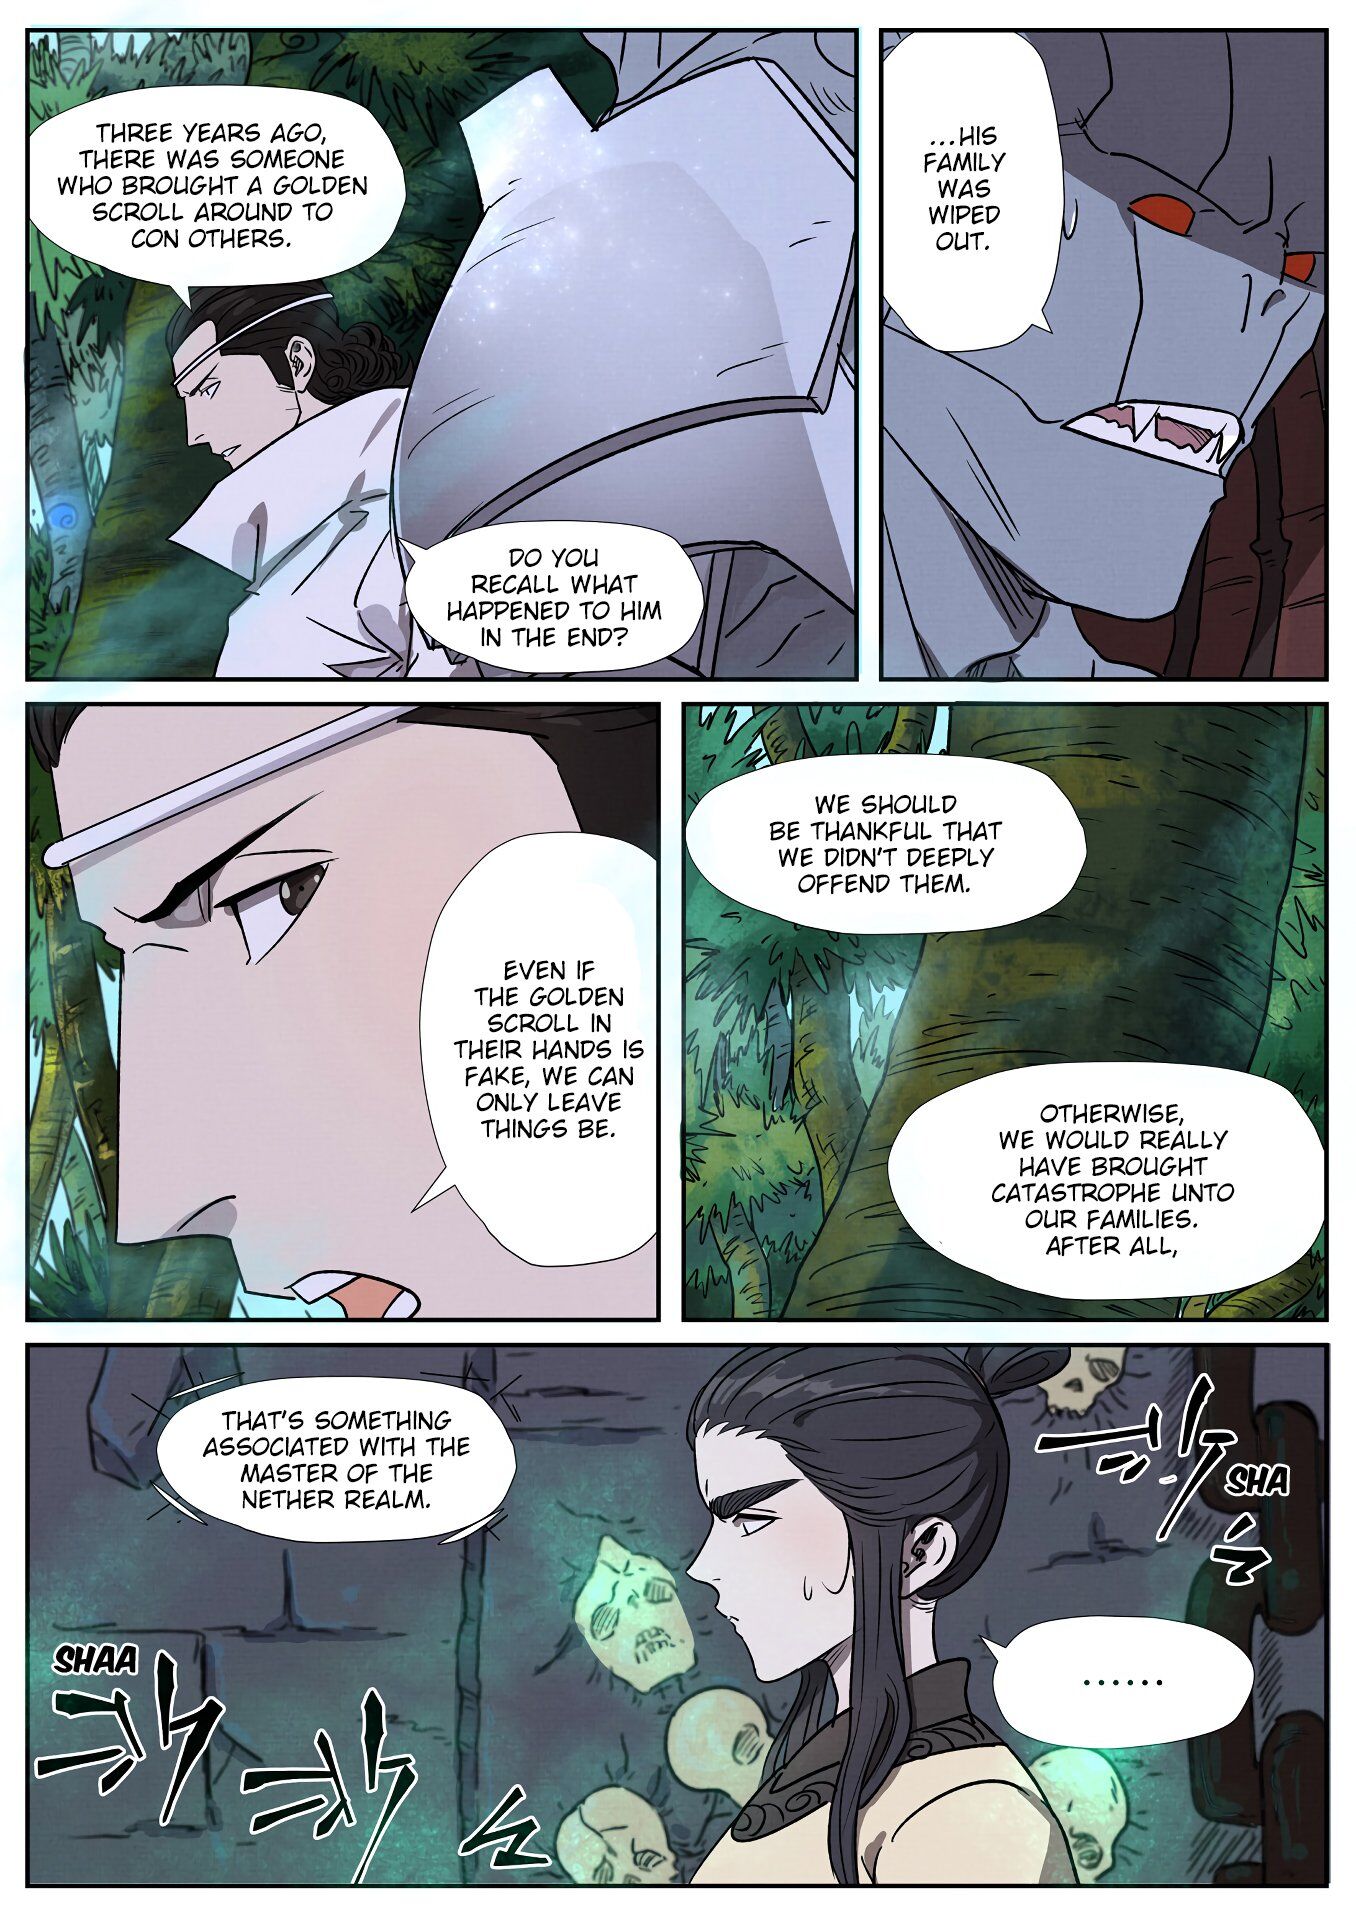 THREE YEARS AGO,
THERE WAS SOMEONE
WHO BROUGHT A GOLDEN
SCROLL AROUND TO
CON OTHERS.
DO YOU
RECALL WHAT
HAPPENED TO HIM
IN THE END?
...HIS
FAMILY
WAS
WIPED
OUT.
EVEN IF
THE GOLDEN
SCROLL IN
THEIR HANDS IS
FAKE, WE CAN
ONLY LEAVE
THINGS BE.
WE SHOULD
BE THANKFUL THAT
WE DIDN'T DEEPLY
OFFEND THEM.
OTHERWISE,
WE WOULD REALLY
HAVE BROUGHT
CATASTROPHE UNTO
OUR FAMILIES.
AFTER ALL,
THAT'S SOMETHING
ASSOCIATED WITH THE
MASTER OF THE
NETHER REALM.
SHA
SHAA
......